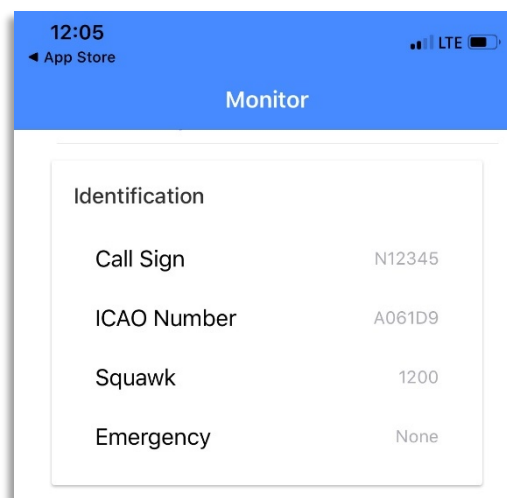 12:05
LTE
◀ App Store
Monitor
Identification
Call Sign N12345
ICAO Number A061D9
Squawk 1200
Emergency None